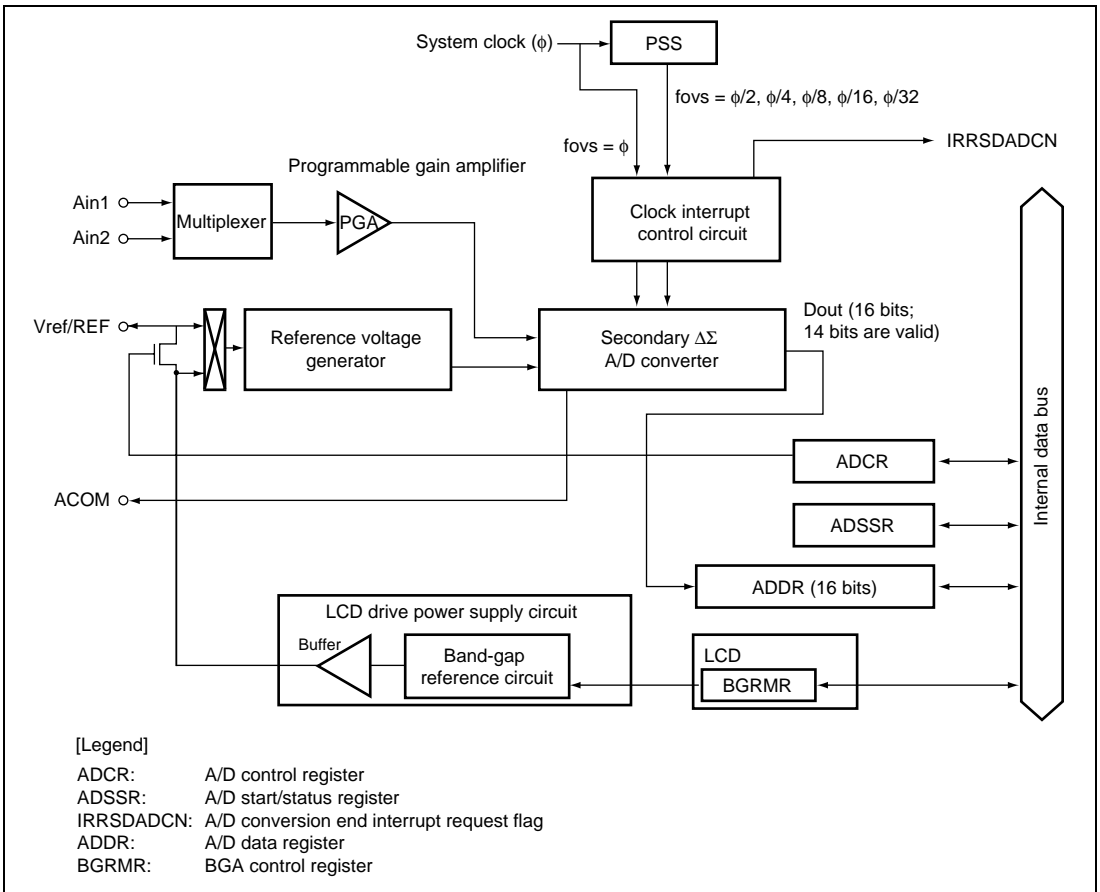 System clock (ϕ)
PSS
fovs = ϕ/2, ϕ/4, ϕ/8, ϕ/16, ϕ/32
fovs = ϕ
IRRSDADCN
Programmable gain amplifier
Ain1
Ain2
Multiplexer
PGA
Clock interrupt
control circuit
Vref/REF
Reference voltage
generator
Secondary ΔΣ
A/D converter
Dout (16 bits;
14 bits are valid)
Internal data bus
ADCR
ACOM
ADSSR
ADDR (16 bits)
LCD drive power supply circuit
Buffer
Band-gap
reference circuit
LCD
BGRMR
[Legend]
ADCR: A/D control register
ADSSR: A/D start/status register
IRRSDADCN: A/D conversion end interrupt request flag
ADDR: A/D data register
BGRMR: BGA control register